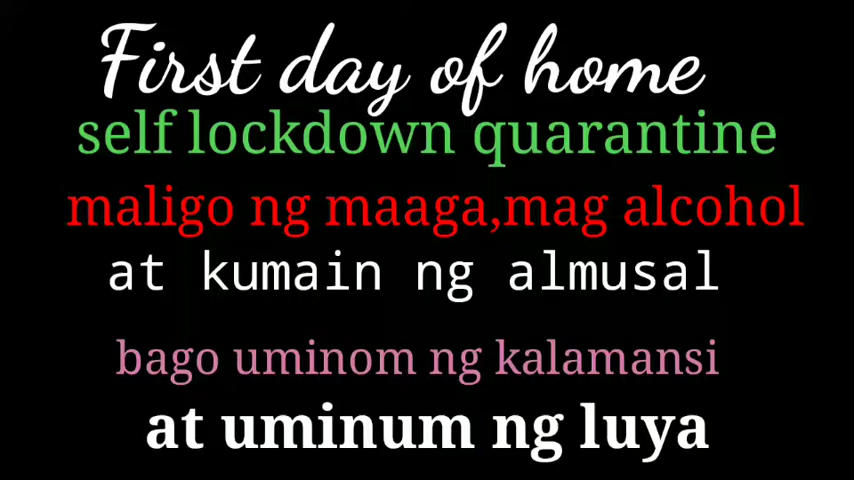 First day of home
self lockdown quarantine
maligo ng maaga,mag alcohol
at kumain ng almusal
bago uminom ng kalamansi
at uminum ng luya